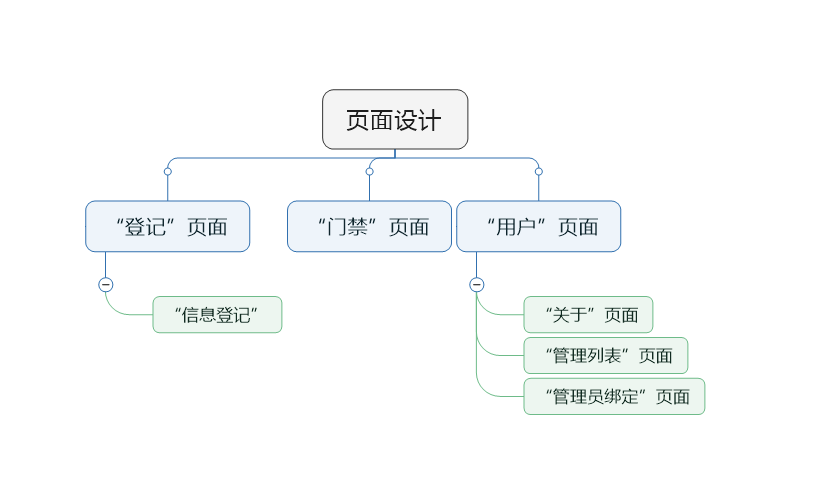 页面设计
“登记”页面
“门禁”页面
“用户”页面
“信息登记”
“关于”页面
“管理列表”页面
“管理员绑定”页面